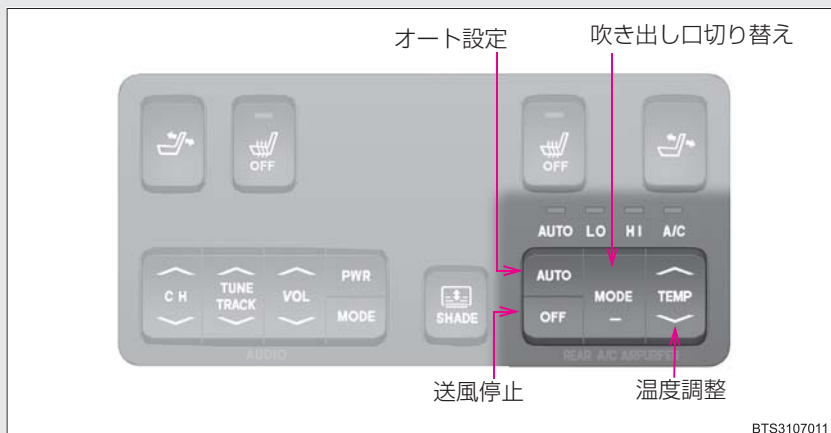 オート設定
吹き出し口切り替え
OFF
OFF
AUTO LO HI A/C
CH
TUNE
TRACK
VOL
PWR
MODE
SHADE
AUTO
OFF
MODE
TEMP
AUDIO
REAR A/C AIRPURFER
送風停止
温度調整
BTS3107011